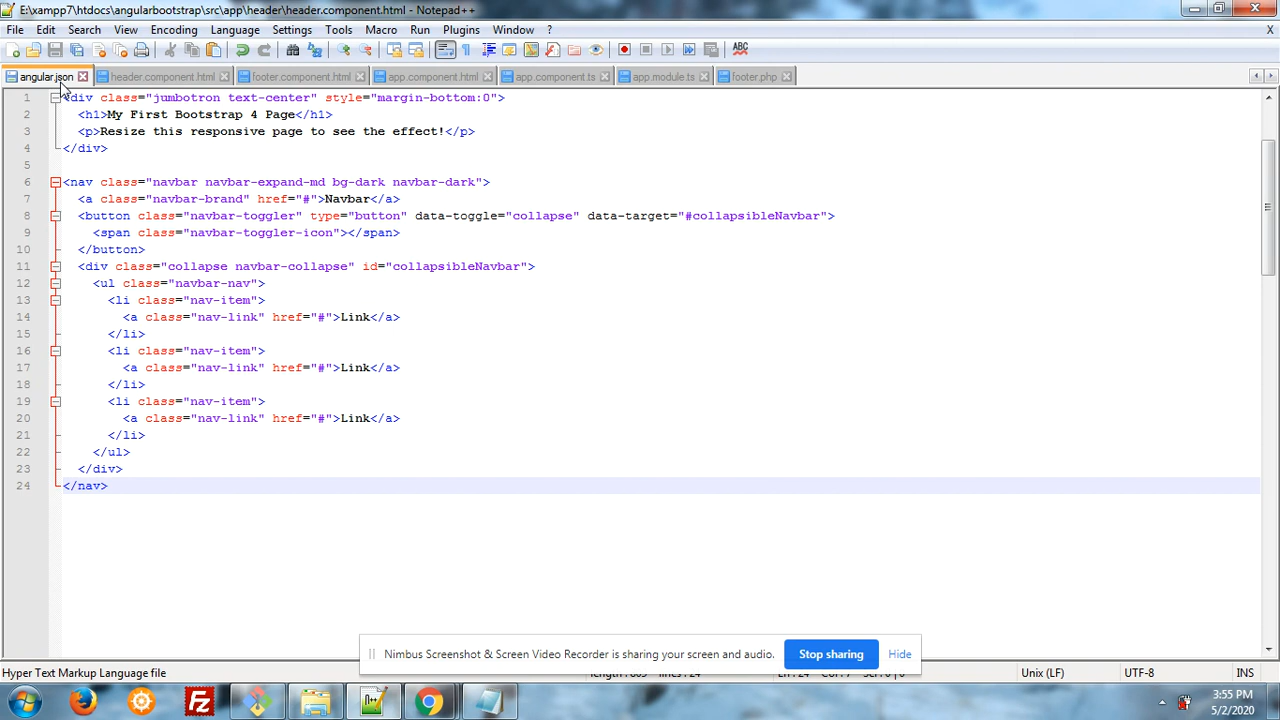 E:\xampp7\htdocs\angularbootstrap\src\app\header\header.component.html - Notepad++
File Edit Search View Encoding Language Settings Tools Macro Run Plugins Window ? X
angular.json header.component.html footer.component.html app.component.html app.component.ts app.module.ts footer.php
1 <div class="jumbotron text-center" style="margin-bottom:0">
2 <h1>My First Bootstrap 4 Page</h1>
3 <p>Resize this responsive page to see the effect!</p>
4 </div>
5
6 <nav class="navbar navbar-expand-md bg-dark navbar-dark">
7 <a class="navbar-brand" href="#">Navbar</a>
8 <button class="navbar-toggler" type="button" data-toggle="collapse" data-target="#collapsibleNavbar">
9 <span class="navbar-toggler-icon"></span>
10 </button>
11 <div class="collapse navbar-collapse" id="collapsibleNavbar">
12 <ul class="navbar-nav">
13 <li class="nav-item">
14 <a class="nav-link" href="#">Link</a>
15 </li>
16 <li class="nav-item">
17 <a class="nav-link" href="#">Link</a>
18 </li>
19 <li class="nav-item">
20 <a class="nav-link" href="#">Link</a>
21 </li>
22 </ul>
23 </div>
24 </nav>
Nimbus Screenshot & Screen Video Recorder is sharing your screen and audio. Stop sharing Hide
Hyper Text Markup Language file Unix (LF) UTF-8 INS
3:55 PM
5/2/2020